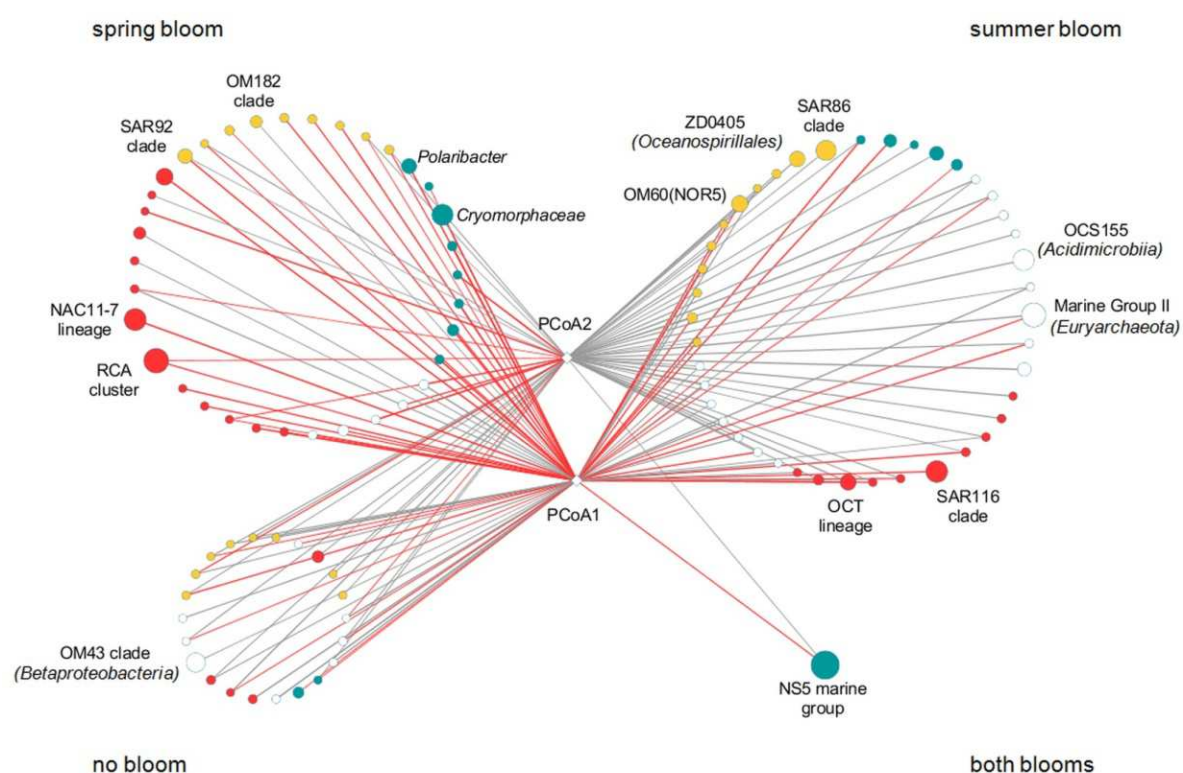 spring bloom
summer bloom
OM182
clade
SAR92
clade
Polaribacter
Cryomorphaceae
NAC11-7
lineage
RCA
cluster
PCoA2
PCoA1
ZD0405
(Oceanospirillales)
SAR86
clade
OM60(NOR5)
OCS155
(Acidimicrobiia)
Marine Group II
(Euryarchaeota)
OCT
lineage
SAR116
clade
OM43 clade
(Betaproteobacteria)
NS5 marine
group
no bloom
both blooms